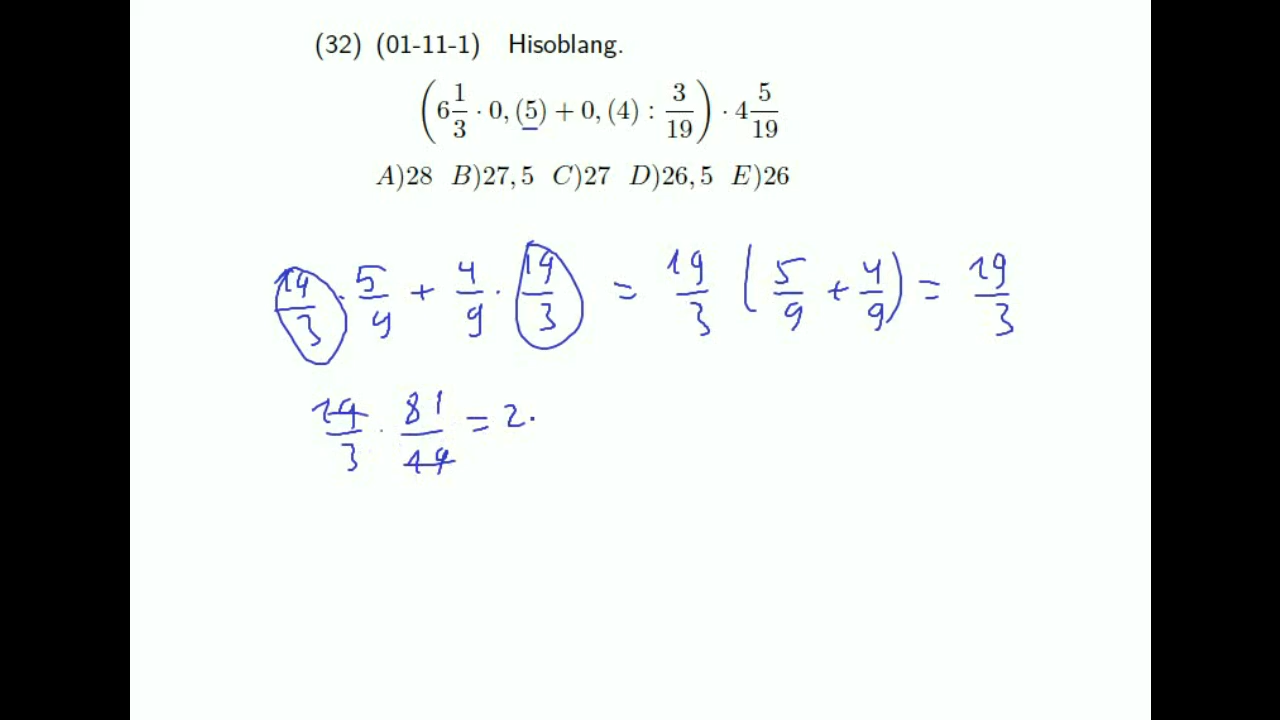 (32) (01-11-1) Hisoblang.
(6 1/3 · 0,(5) + 0,(4) : 3/19) · 4 5/19
A)28 B)27,5 C)27 D)26,5 E)26
19/3 · 5/9 + 4/9 · 19/3 = 19/3 (5/9 + 4/9) = 19/3
19/3 · 81/19 = 2